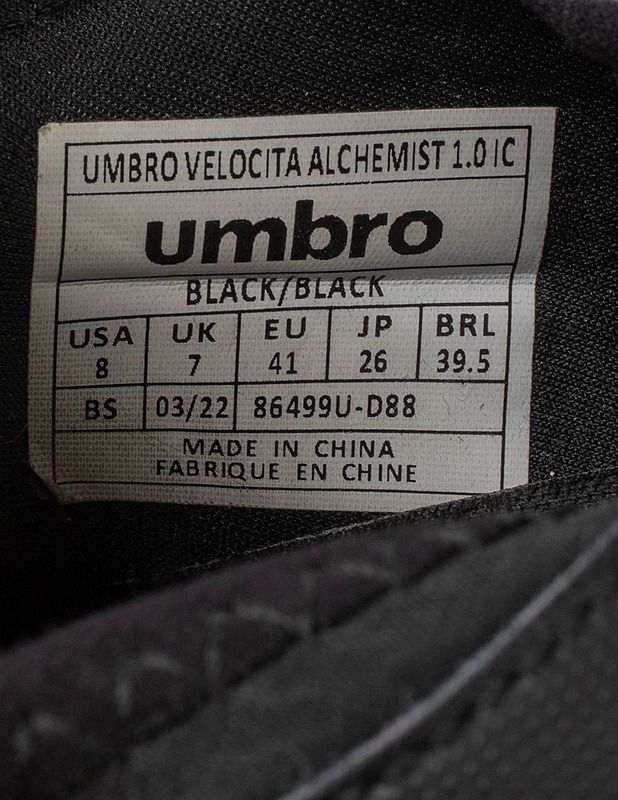 UMBRO VELOCITA ALCHEMIST 1.0 IC
umbro
BLACK/BLACK
USA UK EU JP BRL
8 7 41 26 39.5
BS 03/22 86499U-D88
MADE IN CHINA
FABRIQUE EN CHINE